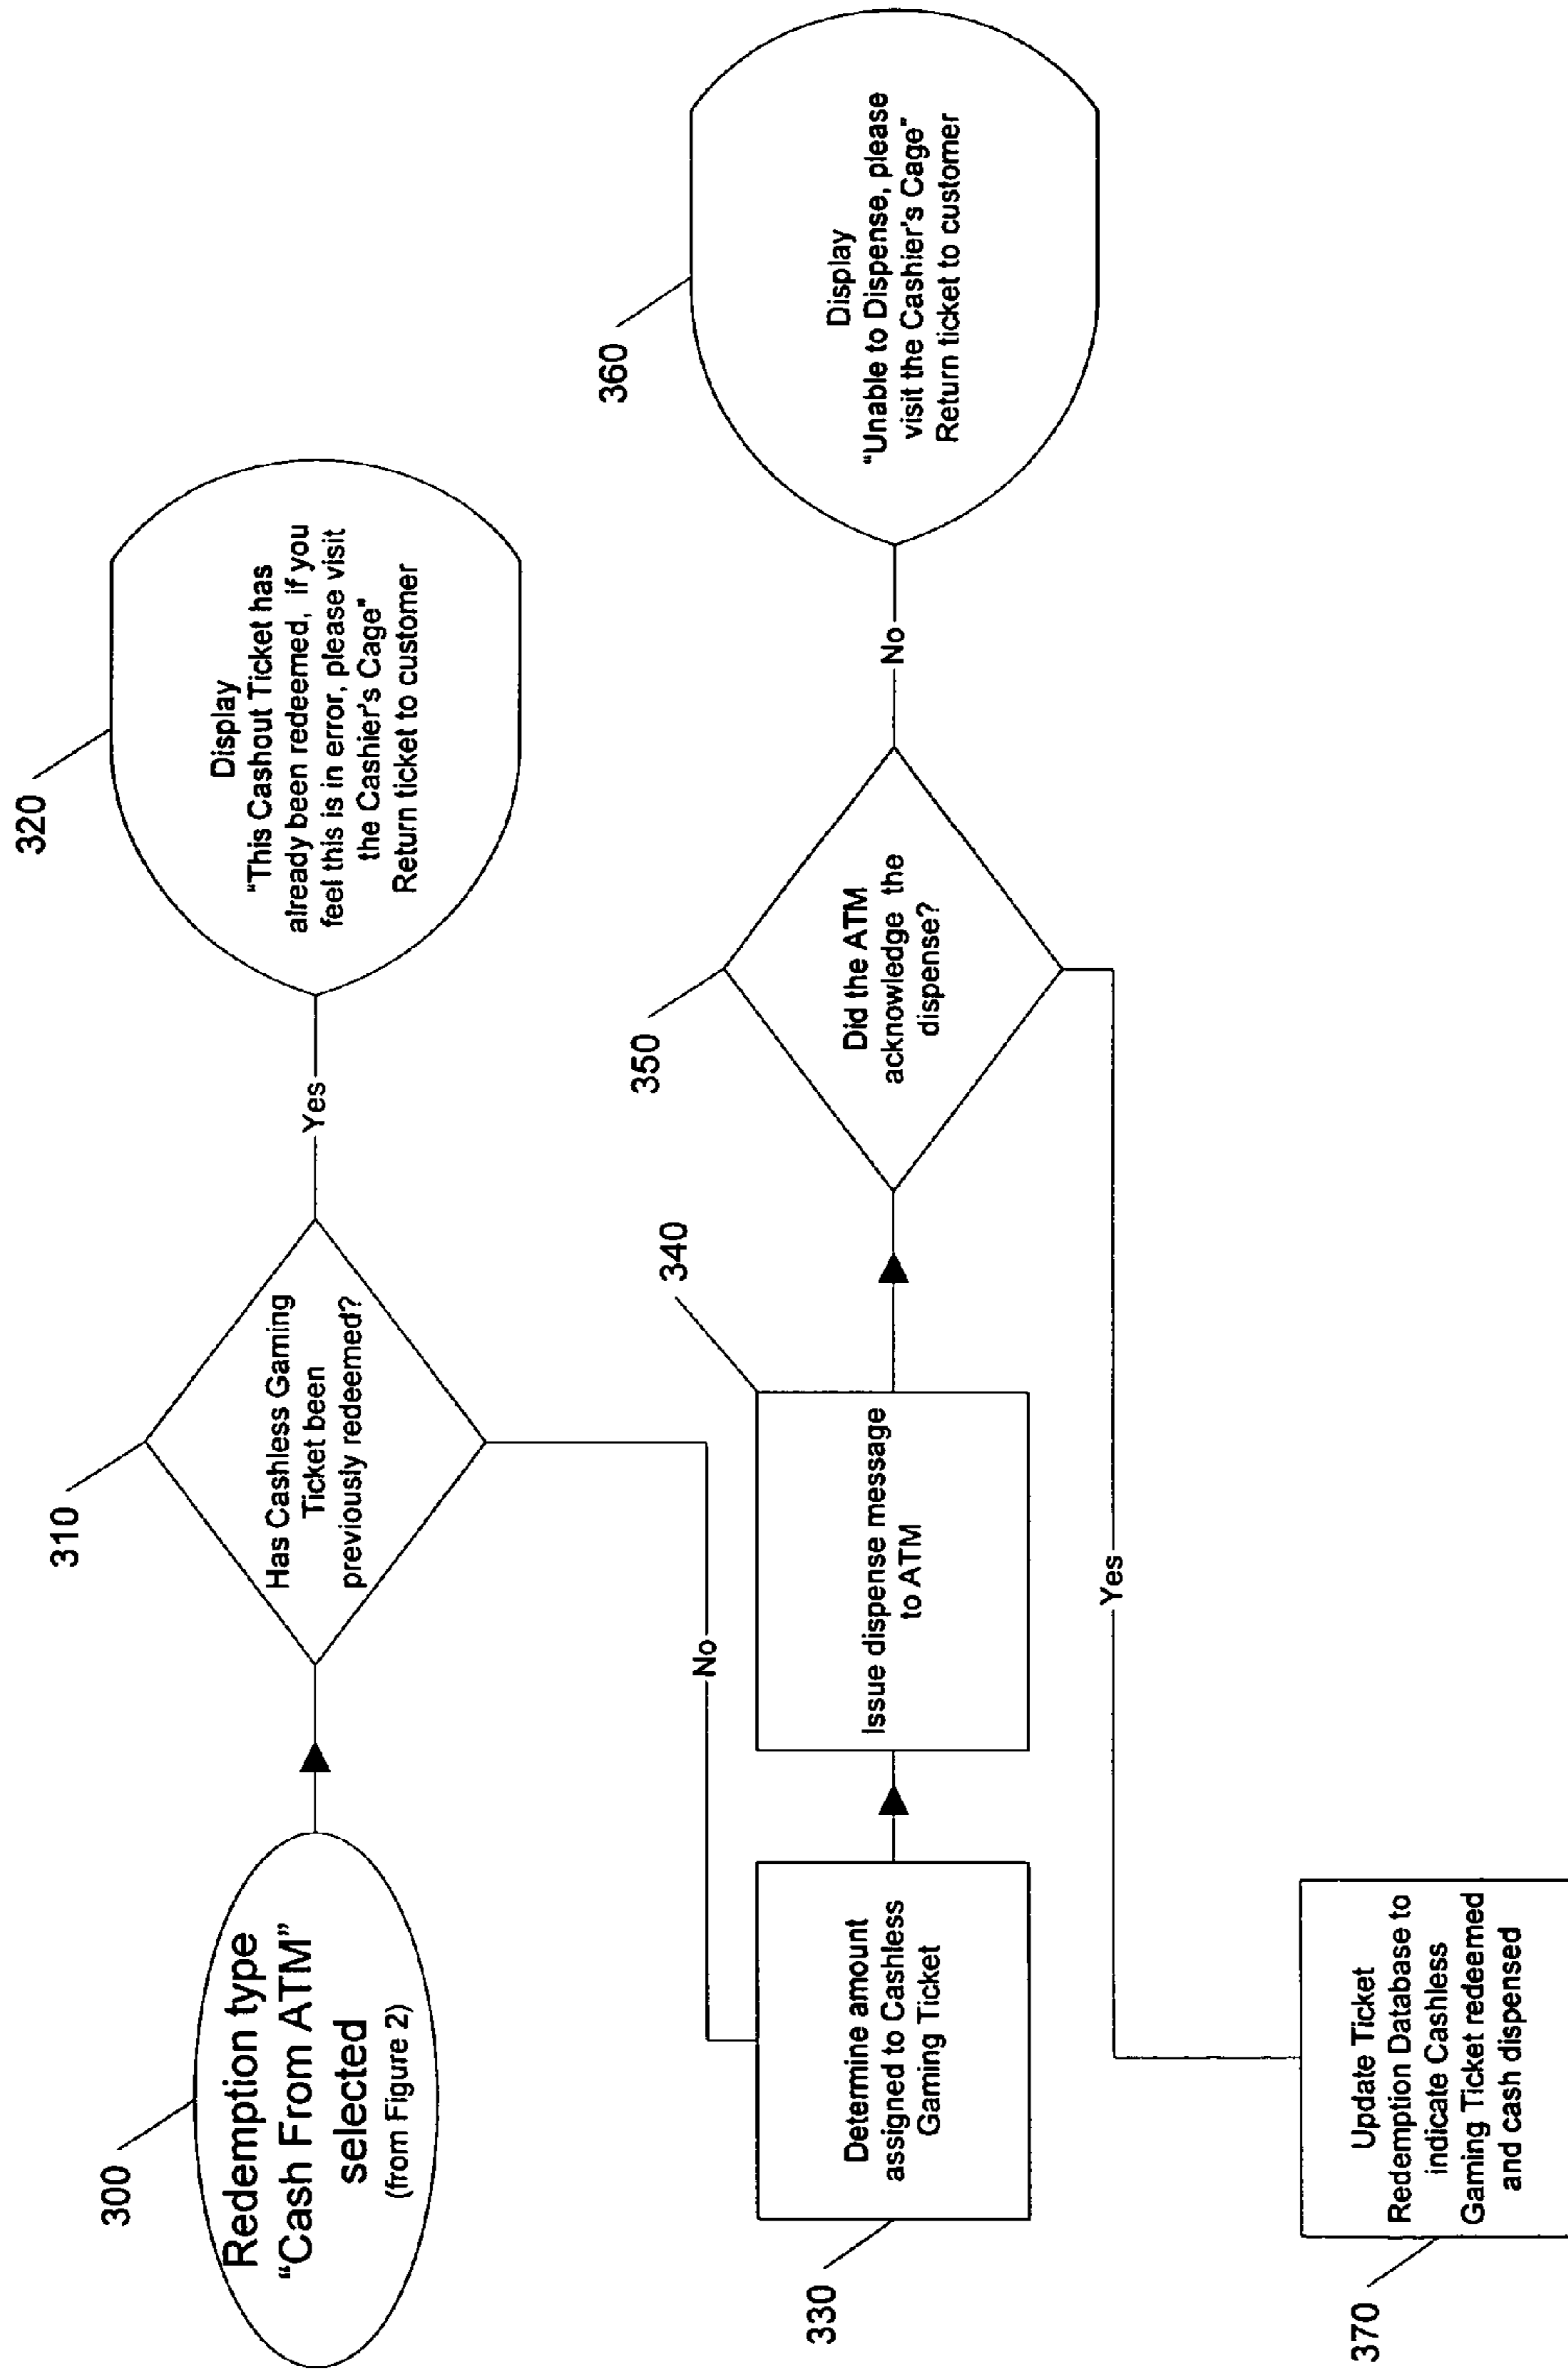 300
Redemption type
“Cash From ATM”
selected
(from Figure 2)
310
Has Cashless Gaming
Ticket been
previously redeemed?
Yes
320
Display
"This Cashout Ticket has
already been redeemed, if you
feel this is in error, please visit
the Cashier's Cage"
Return ticket to customer
No
330
Determine amount
assigned to Cashless
Gaming Ticket
340
Issue dispense message
to ATM
350
Did the ATM
acknowledge the
dispense?
No
360
Display
"Unable to Dispense, please
visit the Cashier's Cage"
Return ticket to customer
Yes
370
Update Ticket
Redemption Database to
indicate Cashless
Gaming Ticket redeemed
and cash dispensed